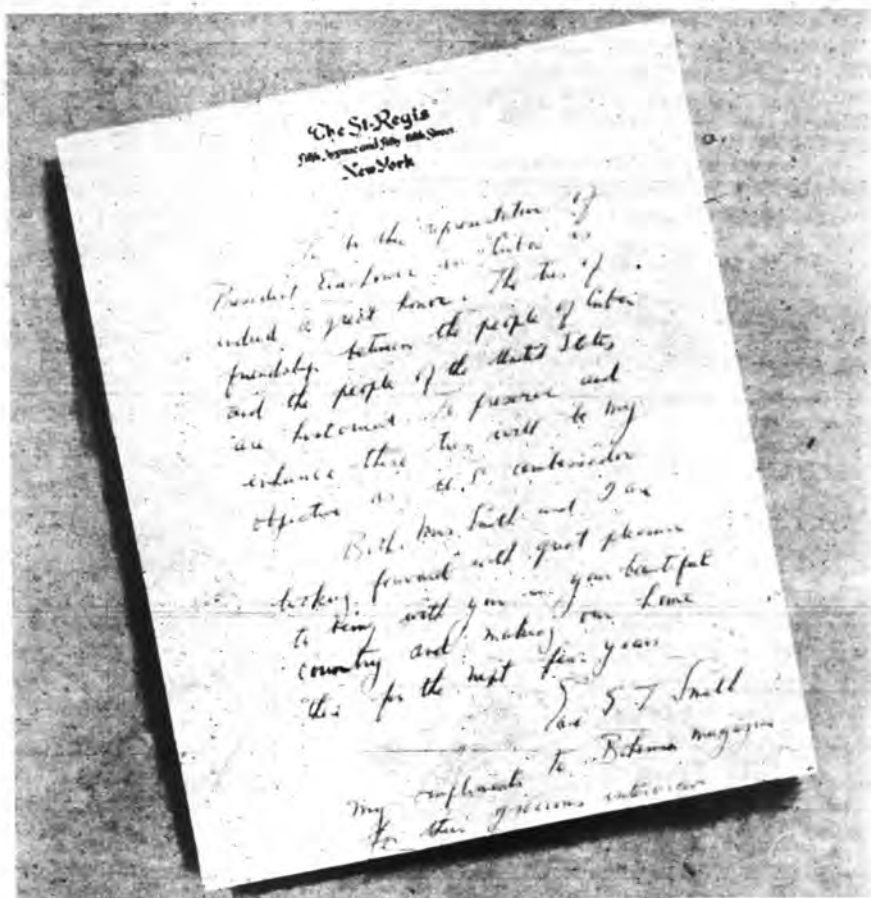 The St. Regis
Fifth Avenue and Fifty-fifth Street
New York
To be the representative of
President Eisenhower in Cuba is
indeed a great honor. The ties of
friendship between the people of Cuba
and the people of the United States
are historical. To preserve and
enhance these ties will be my
objective as U.S. ambassador
Both Mrs. Smith and I are
looking forward with great pleasure
to being with you in your beautiful
country and making our home
there for the next few years
Earl E. T. Smith
My compliments to Bohemia magazine
for their gracious interview